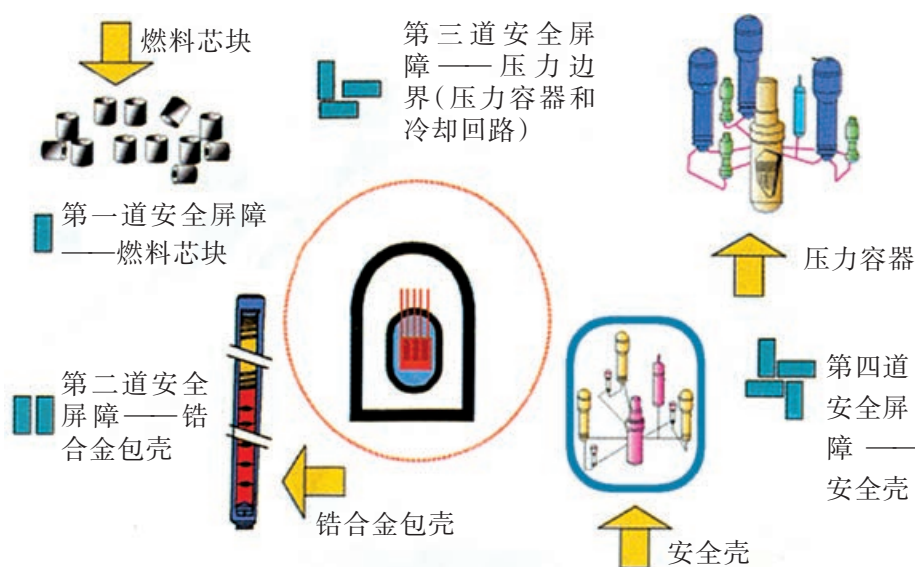 燃料芯块
第三道安全屏
障——压力边
界(压力容器和
冷却回路)
第一道安全屏障
——燃料芯块
压力容器
第二道安全
屏障——锆
合金包壳
第四道
安全屏
障——
安全壳
锆合金包壳
安全壳